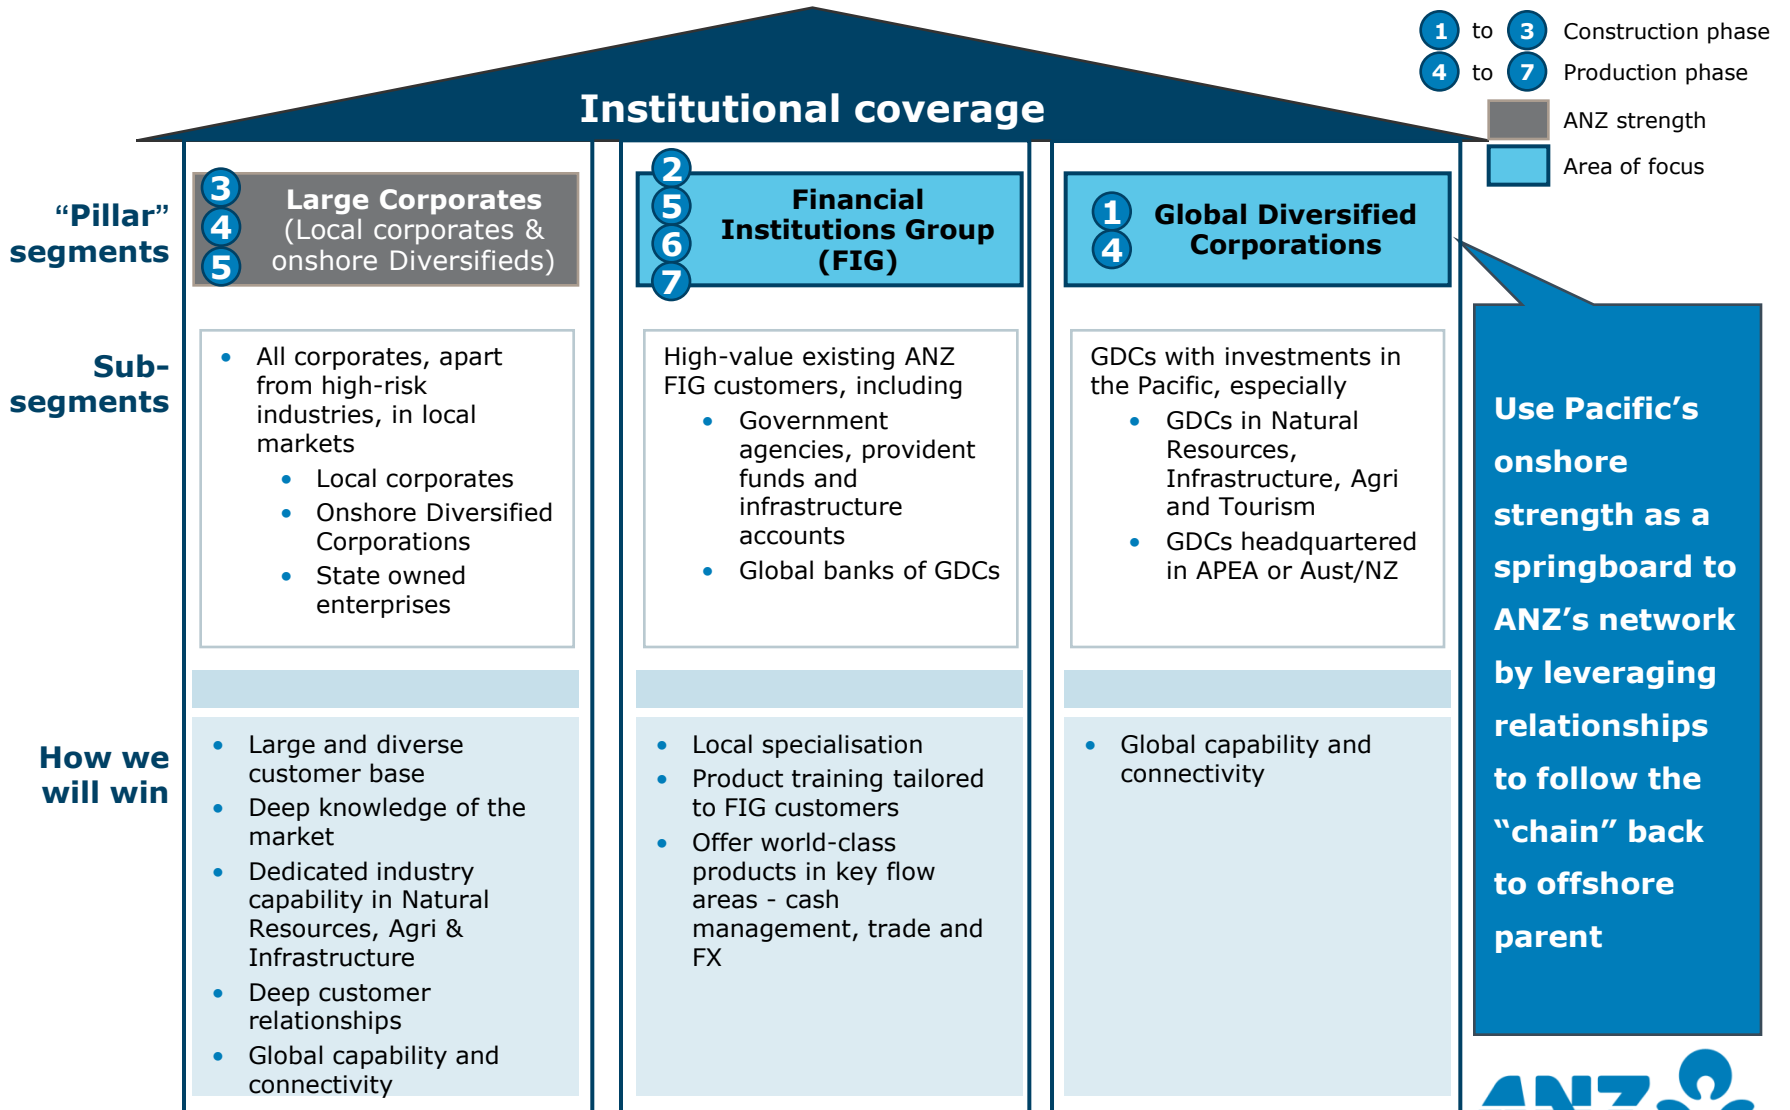 1 to 3 Construction phase
4 to 7 Production phase
ANZ strength
Area of focus
Institutional coverage
“Pillar”
segments
3
4
5
Large Corporates
(Local corporates &
onshore Diversifieds)
2
5
6
7
Financial
Institutions Group
(FIG)
1
4
Global Diversified
Corporations
Sub-
segments
• All corporates, apart
from high-risk
industries, in local
markets
• Local corporates
• Onshore Diversified
Corporations
• State owned
enterprises
High-value existing ANZ
FIG customers, including
• Government
agencies, provident
funds and
infrastructure
accounts
• Global banks of GDCs
GDCs with investments in
the Pacific, especially
• GDCs in Natural
Resources,
Infrastructure, Agri
and Tourism
• GDCs headquartered
in APEA or Aust/NZ
How we
will win
• Large and diverse
customer base
• Deep knowledge of the
market
• Dedicated industry
capability in Natural
Resources, Agri &
Infrastructure
• Deep customer
relationships
• Global capability and
connectivity
• Local specialisation
• Product training tailored
to FIG customers
• Offer world-class
products in key flow
areas - cash
management, trade and
FX
• Global capability and
connectivity
Use Pacific’s
onshore
strength as a
springboard to
ANZ’s network
by leveraging
relationships
to follow the
“chain” back
to offshore
parent
ANZ